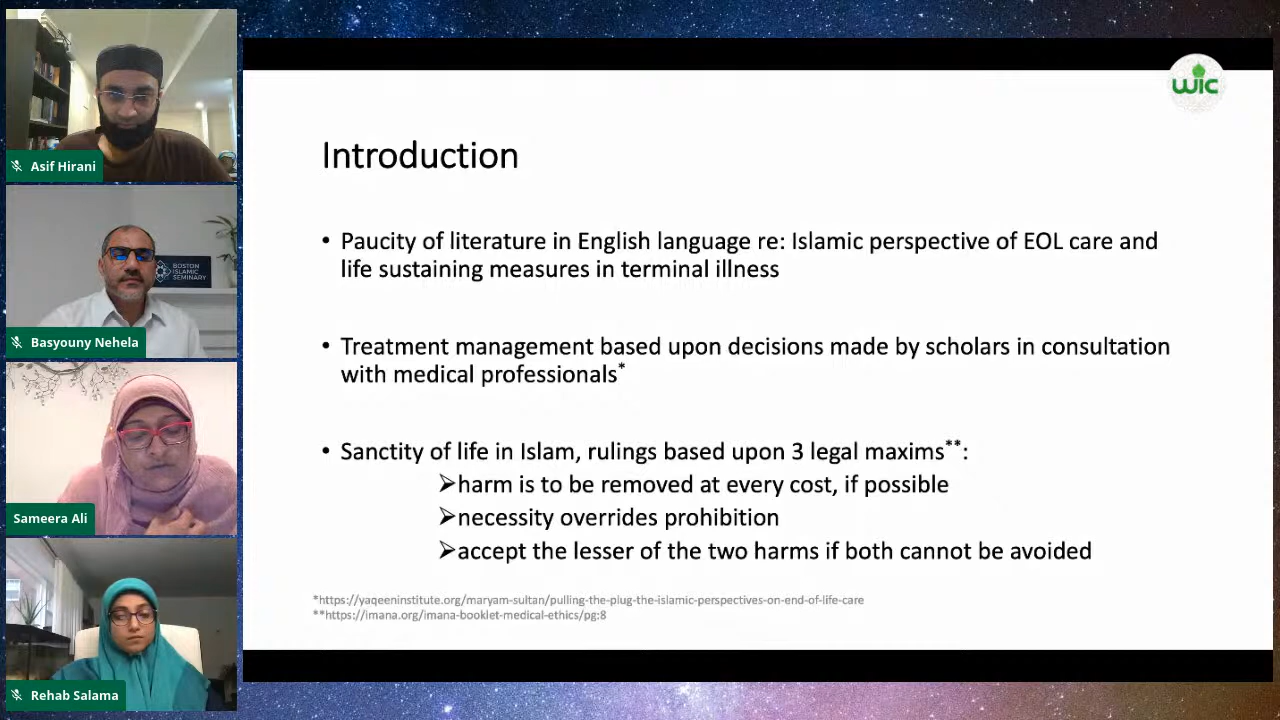 Asif Hirani
BOSTON
ISLAMIC
SEMINARY
Basyouny Nehela
Sameera Ali
Rehab Salama
WIC
Introduction
• Paucity of literature in English language re: Islamic perspective of EOL care and
life sustaining measures in terminal illness
• Treatment management based upon decisions made by scholars in consultation
with medical professionals*
• Sanctity of life in Islam, rulings based upon 3 legal maxims**:
➢harm is to be removed at every cost, if possible
➢necessity overrides prohibition
➢accept the lesser of the two harms if both cannot be avoided
*https://yaqeeninstitute.org/maryam-sultan/pulling-the-plug-the-islamic-perspectives-on-end-of-life-care
**https://imana.org/imana-booklet-medical-ethics/pg:8